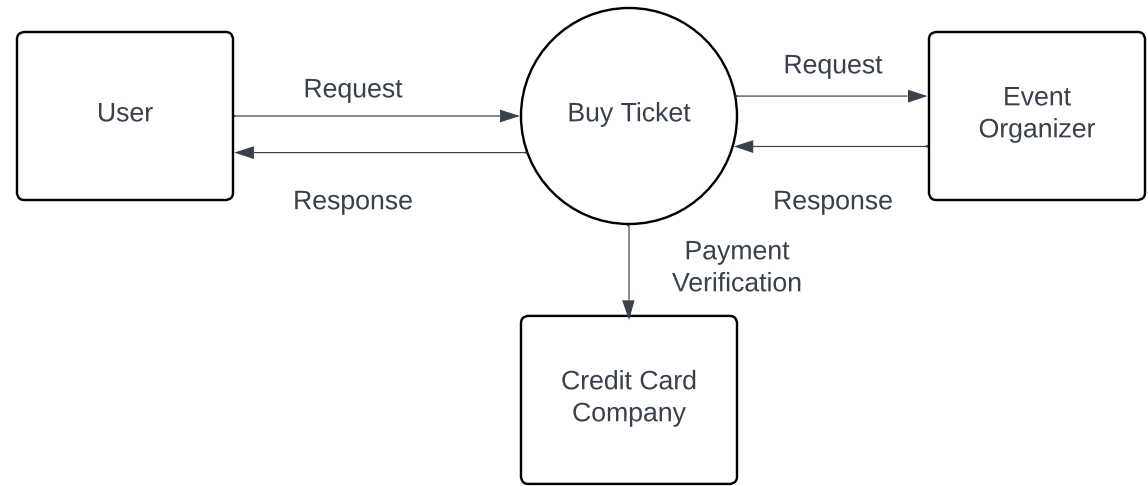 User
Request
Response
Buy Ticket
Request
Response
Event
Organizer
Payment
Verification
Credit Card
Company